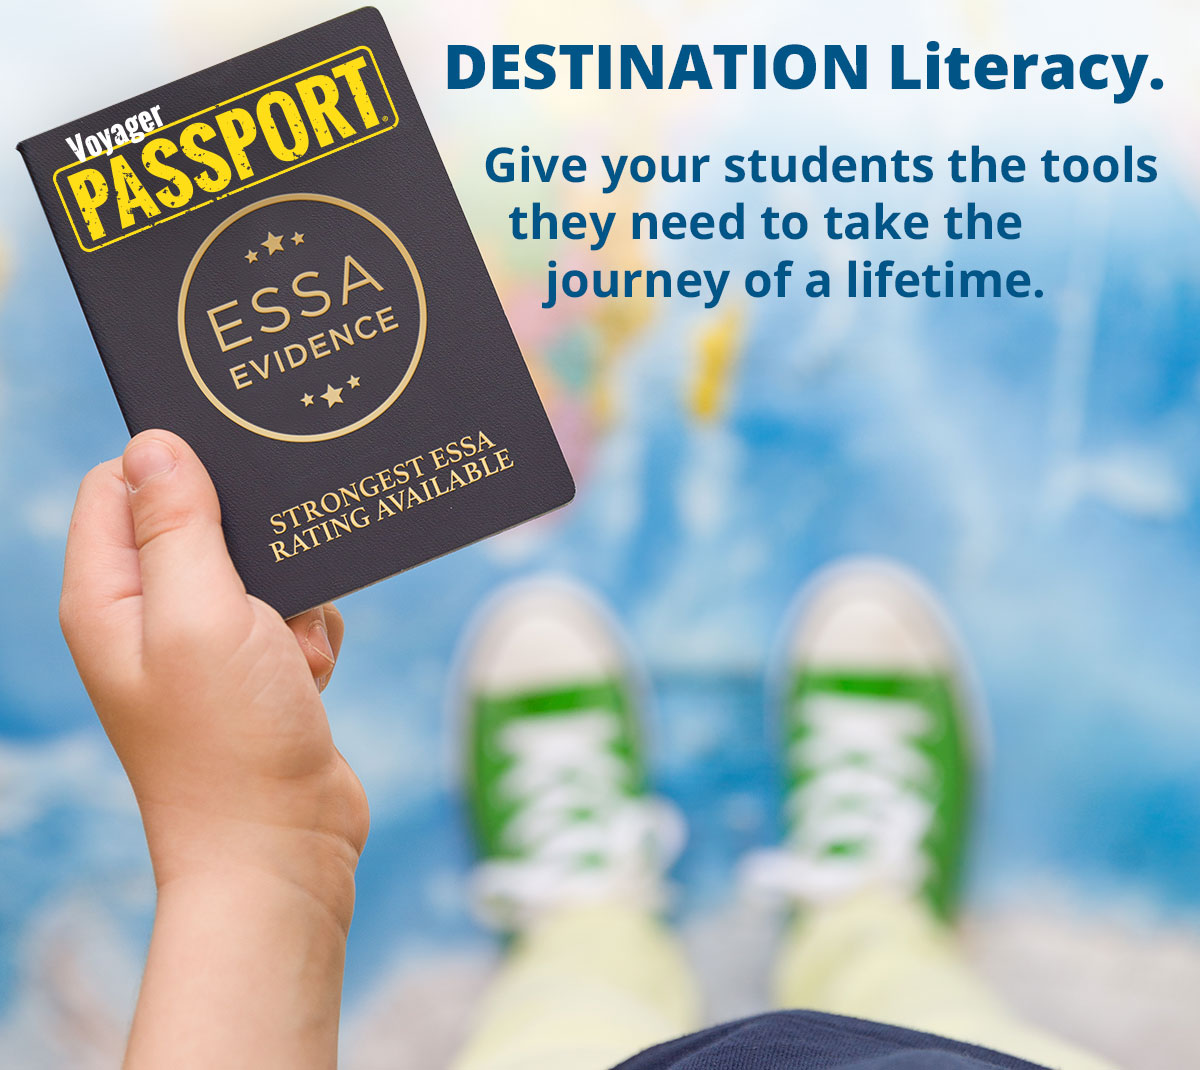 DESTINATION Literacy.
Give your students the tools
they need to take the
journey of a lifetime.
Voyager
PASSPORT®
ESSA
EVIDENCE
STRONGEST ESSA
RATING AVAILABLE